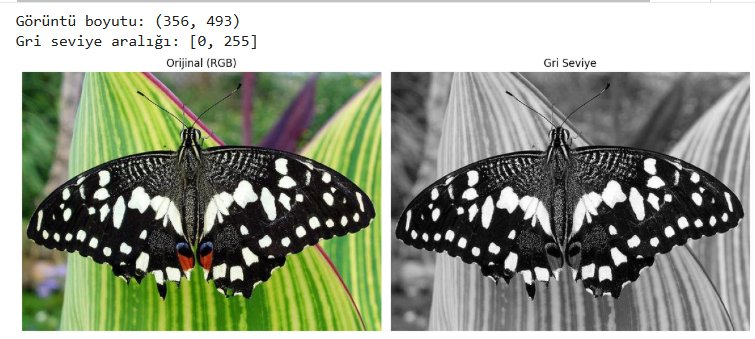 Görüntü boyutu: (356, 493)
Gri seviye aralığı: [0, 255]
Orijinal (RGB)
Gri Seviye